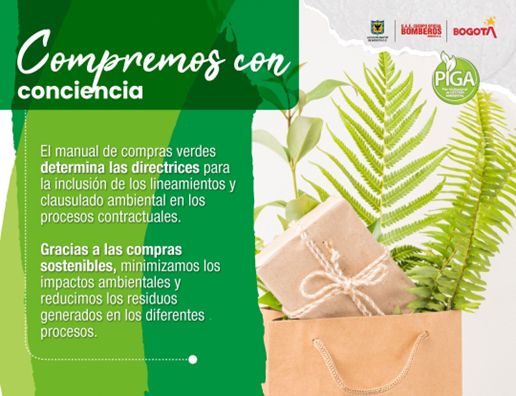 Compremos con
conciencia
BOMBEROS
BOGOTÁ
PIGA
El manual de compras verdes
determina las directrices para
la inclusión de los lineamientos y
clausulado ambiental en los
procesos contractuales.
Gracias a las compras
sostenibles, minimizamos los
impactos ambientales y
reducimos los residuos
generados en los diferentes
procesos.